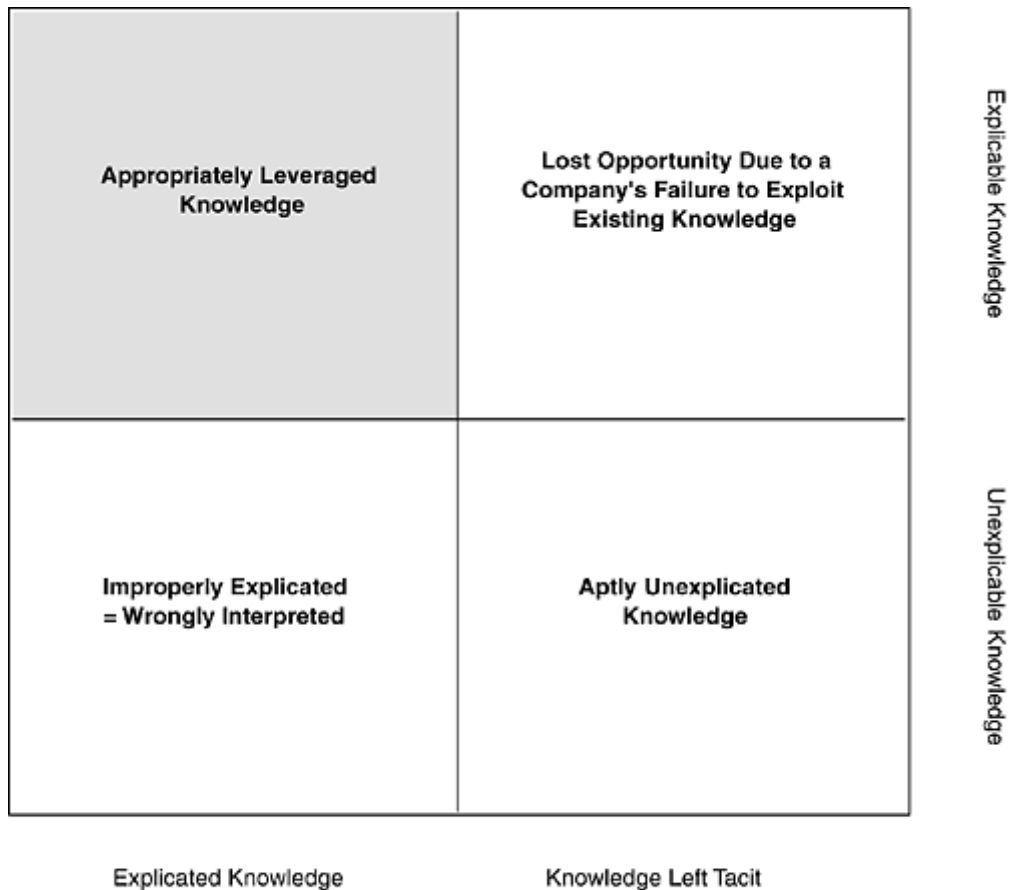 Appropriately Leveraged
Knowledge
Lost Opportunity Due to a
Company's Failure to Exploit
Existing Knowledge
Explicable Knowledge
Improperly Explicated
= Wrongly Interpreted
Aptly Unexplicated
Knowledge
Unexplicable Knowledge
Explicated Knowledge
Knowledge Left Tacit